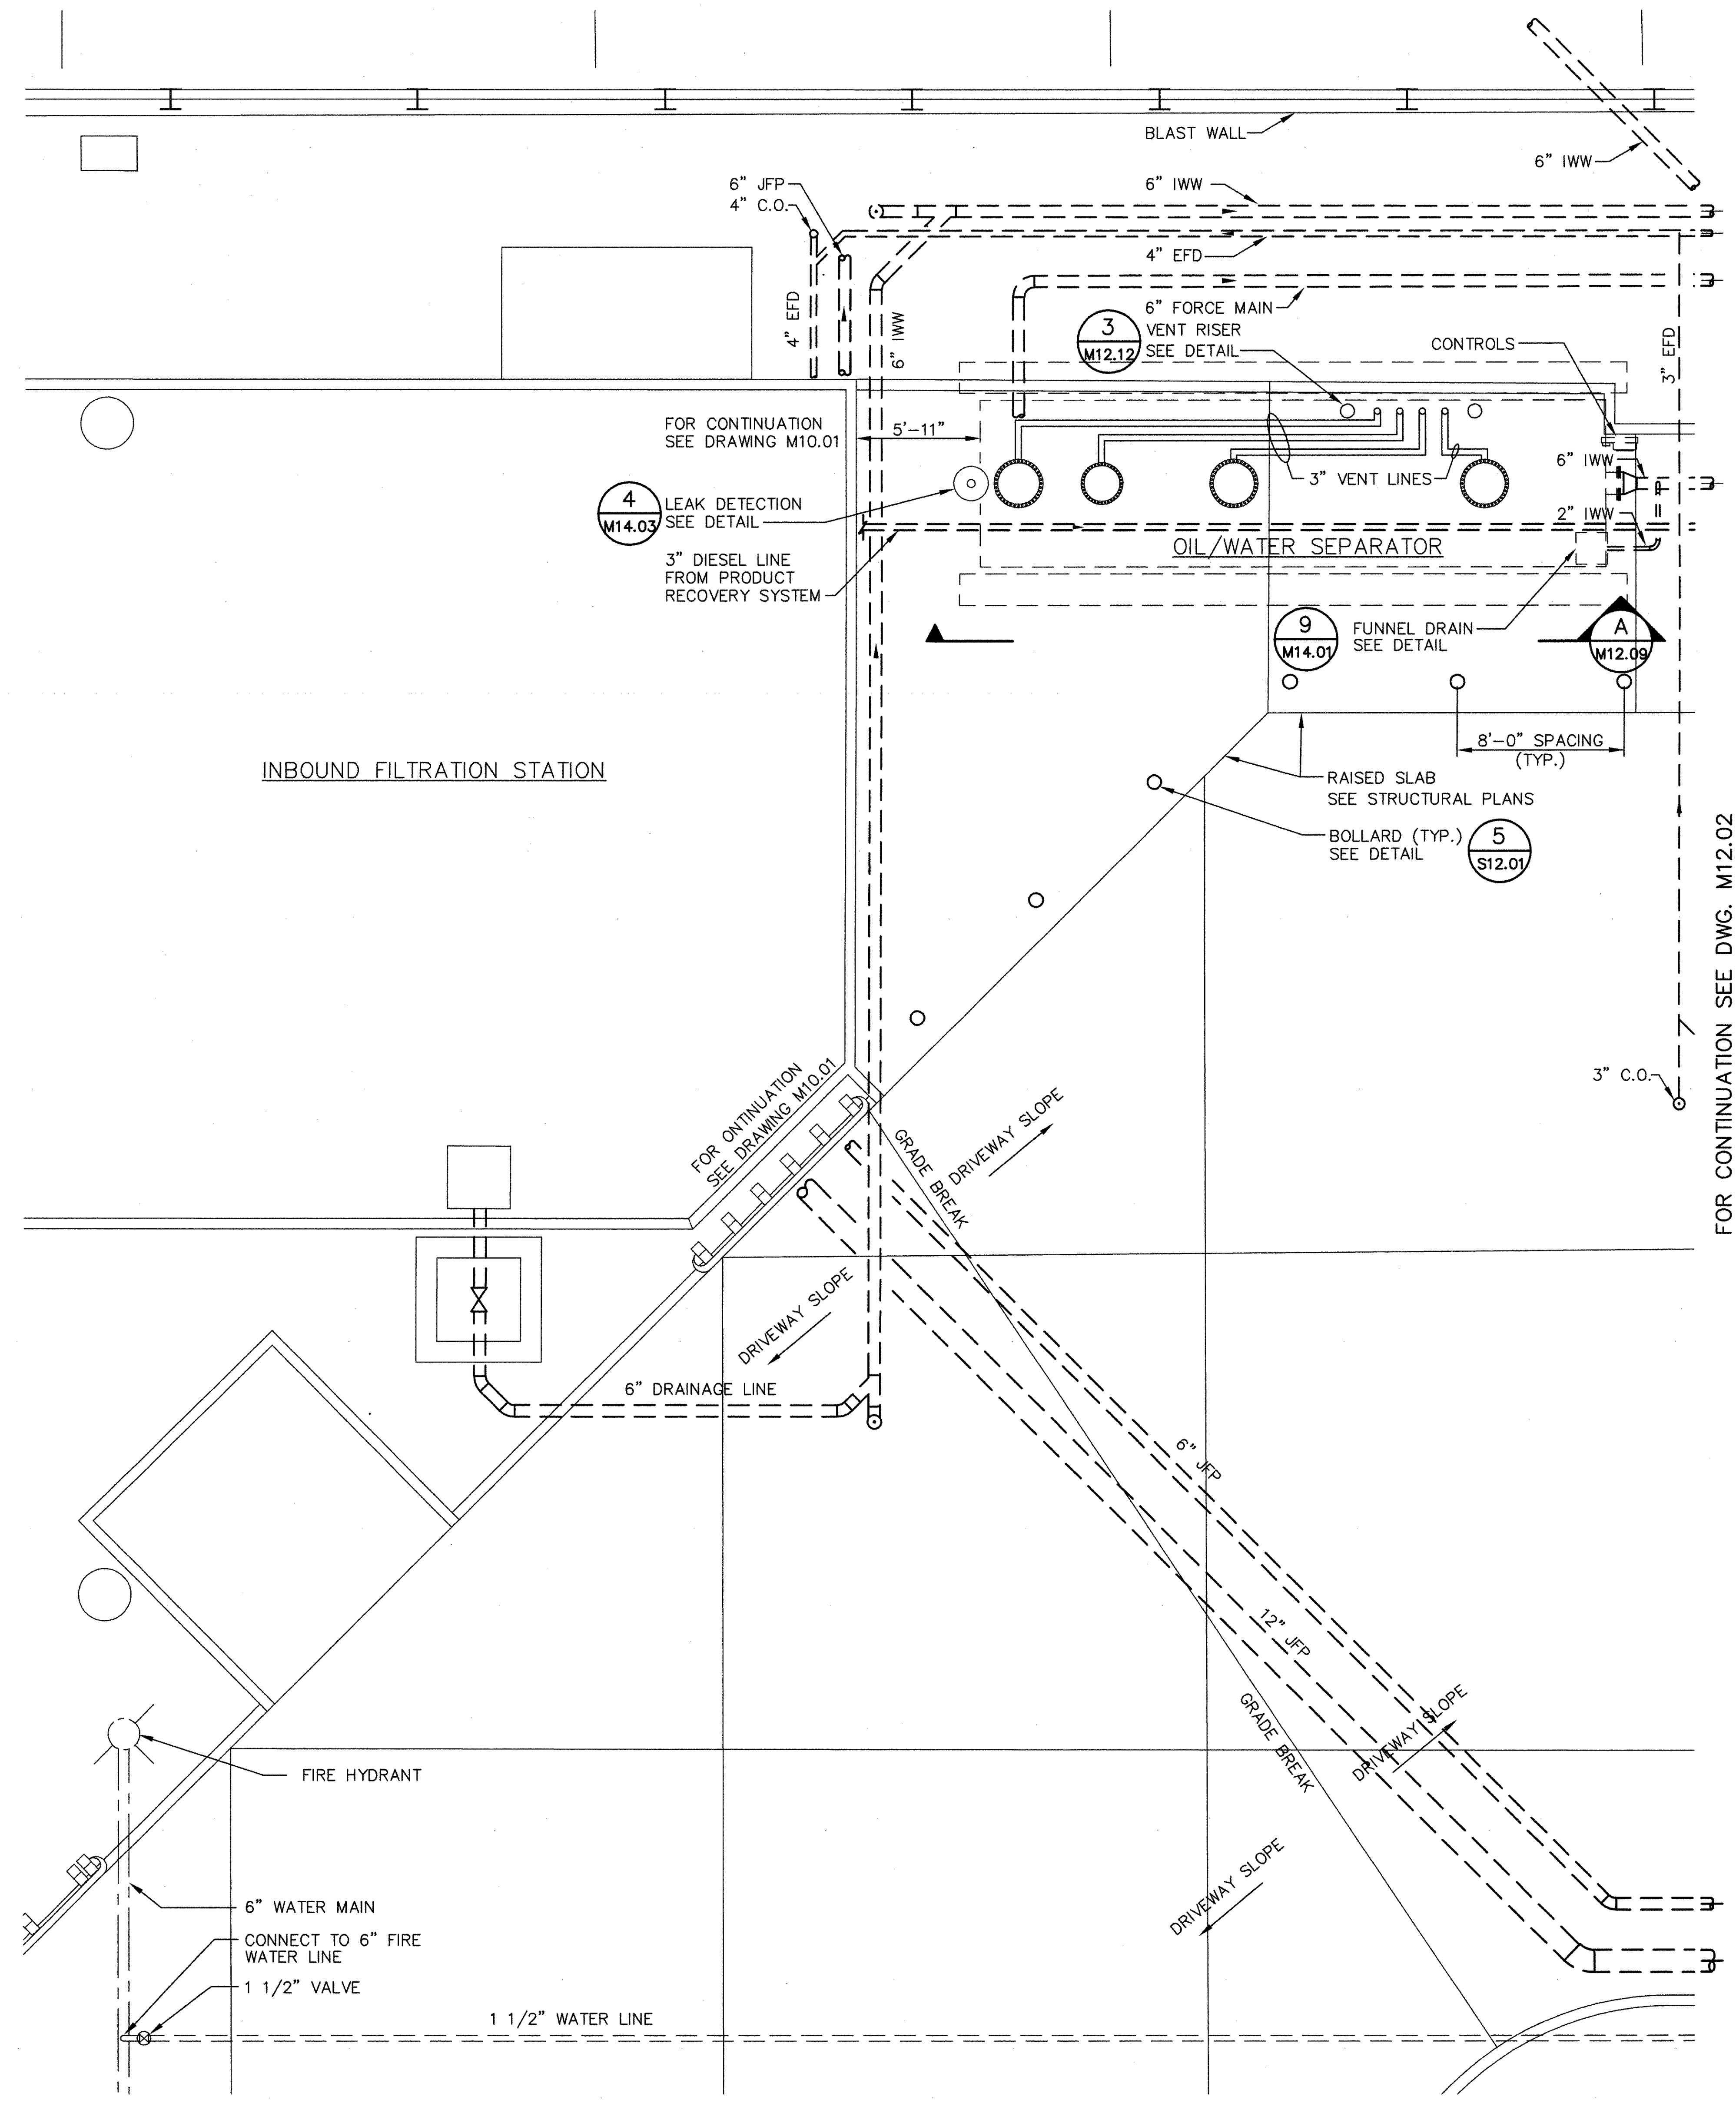 BLAST WALL
6" IWW
6" JFP
4" C.O.
6" IWW
4" EFD
4" EFD
6" IWW
6" FORCE MAIN
3
M12.12
VENT RISER
SEE DETAIL
CONTROLS
3" EFD
FOR CONTINUATION
SEE DRAWING M10.01
5'-11"
6" IWW
3" VENT LINES
4
M14.03
LEAK DETECTION
SEE DETAIL
2" IWW
OIL/WATER SEPARATOR
3" DIESEL LINE
FROM PRODUCT
RECOVERY SYSTEM
9
M14.01
FUNNEL DRAIN
SEE DETAIL
A
M12.09
8'-0" SPACING
(TYP.)
INBOUND FILTRATION STATION
RAISED SLAB
SEE STRUCTURAL PLANS
BOLLARD (TYP.)
SEE DETAIL
5
S12.01
FOR CONTINUATION SEE DWG. M12.02
3" C.O.
FOR ONTINUATION
SEE DRAWING M10.01
GRADE BREAK
DRIVEWAY SLOPE
DRIVEWAY SLOPE
6" DRAINAGE LINE
6" JFP
12" JFP
GRADE BREAK
DRIVEWAY SLOPE
FIRE HYDRANT
DRIVEWAY SLOPE
6" WATER MAIN
CONNECT TO 6" FIRE
WATER LINE
1 1/2" VALVE
1 1/2" WATER LINE